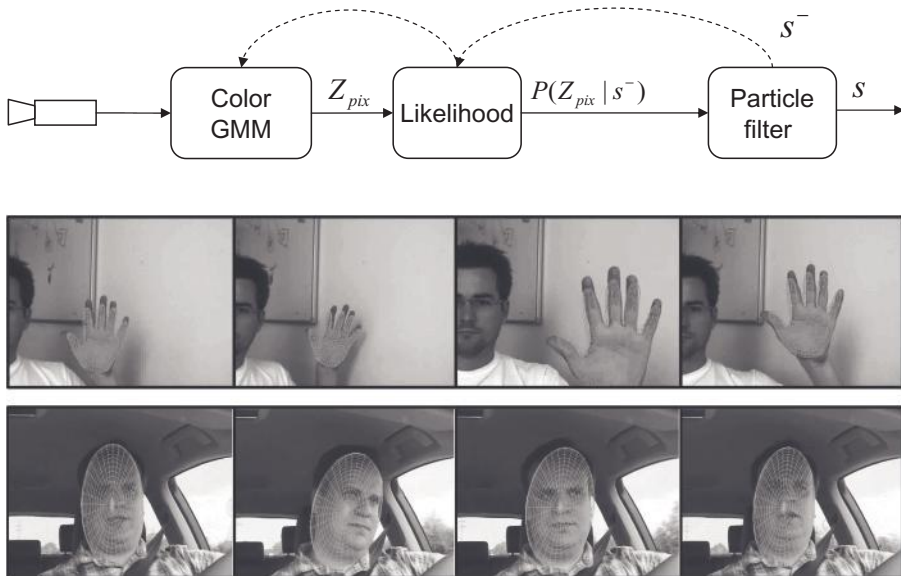 s⁻
Color
GMM
Z_pix
Likelihood
P(Z_pix | s⁻)
Particle
filter
s